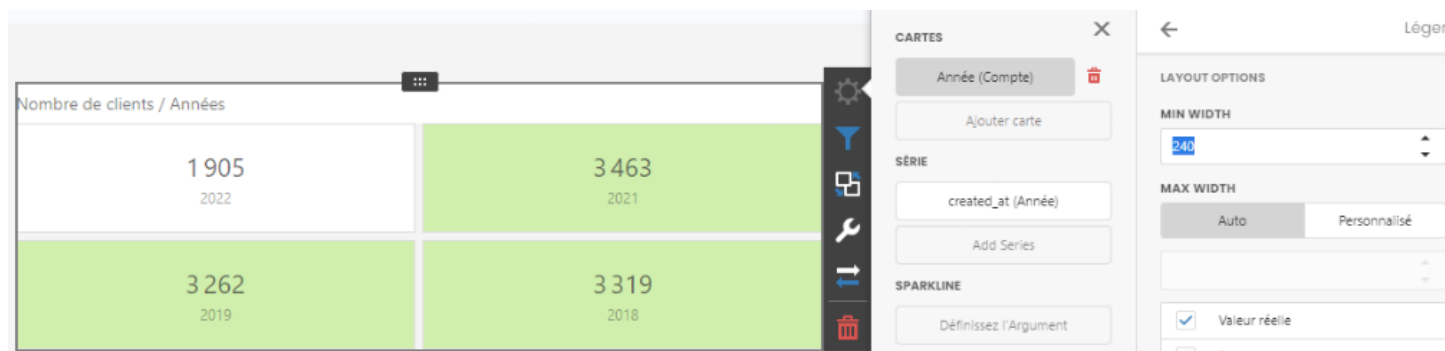 Nombre de clients / Années
1 905
2022
3 463
2021
3 262
2019
3 319
2018
CARTES
Année (Compte)
Ajouter carte
SÉRIE
created_at (Année)
Add Series
SPARKLINE
Définissez l'Argument
Léger
LAYOUT OPTIONS
MIN WIDTH
240
MAX WIDTH
Auto
Personnalisé
Valeur réelle